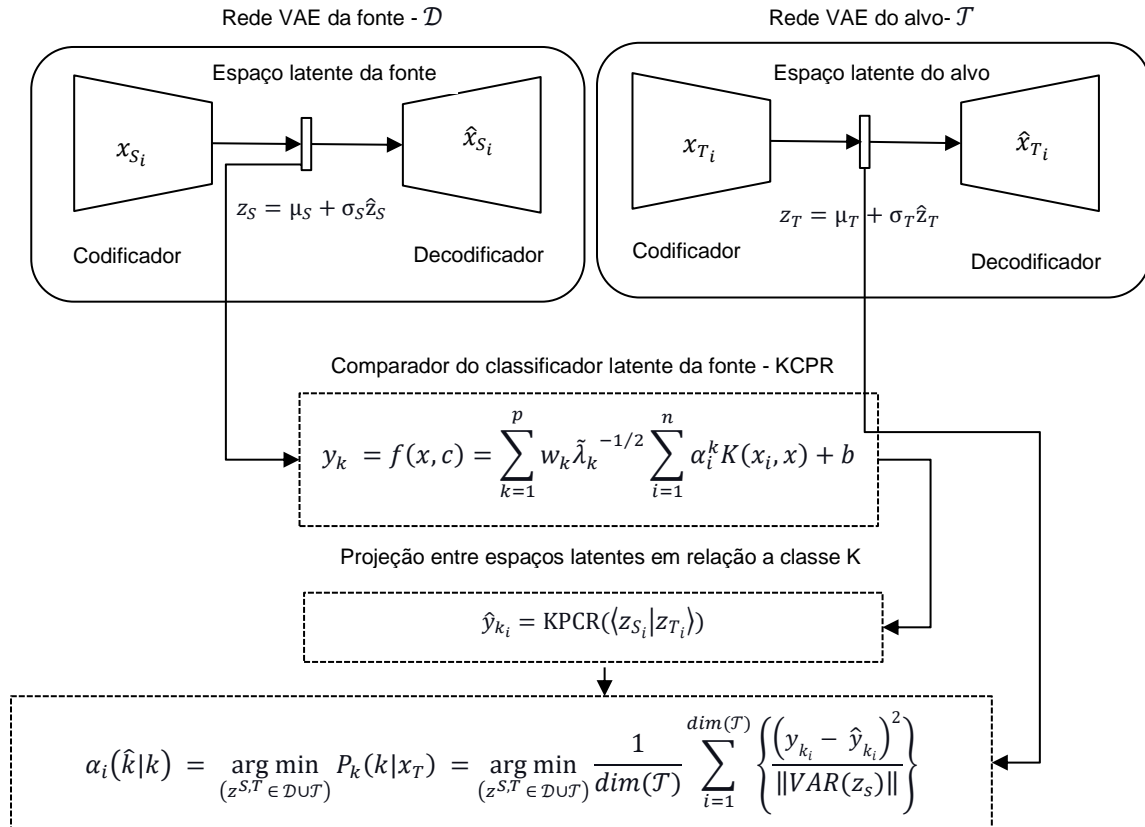 Rede VAE da fonte - 𝒟
Rede VAE do alvo- 𝒯
Espaço latente da fonte
Espaço latente do alvo
x_{S_i}
x̂_{S_i}
x_{T_i}
x̂_{T_i}
z_S = μ_S + σ_S ẑ_S
z_T = μ_T + σ_T ẑ_T
Codificador
Decodificador
Codificador
Decodificador
Comparador do classificador latente da fonte - KCPR
y_k = f(x, c) = ∑_{k=1}^{p} w_k λ̃_k^{-1/2} ∑_{i=1}^{n} α_i^k K(x_i, x) + b
Projeção entre espaços latentes em relação a classe K
ŷ_{k_i} = KPCR(⟨z_{S_i}|z_{T_i}⟩)
α_i(k̂|k) = arg min_{(z^{S,T} ∈ 𝒟∪𝒯)} P_k(k|x_T) = arg min_{(z^{S,T} ∈ 𝒟∪𝒯)} \frac{1}{dim(𝒯)} ∑_{i=1}^{dim(𝒯)} { \frac{(y_{k_i} − ŷ_{k_i})^2}{‖VAR(z_s)‖} }